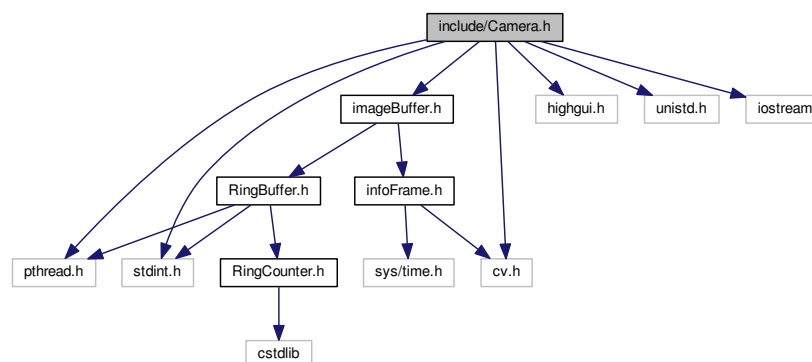 include/Camera.h
imageBuffer.h
highgui.h
unistd.h
iostream
RingBuffer.h
infoFrame.h
pthread.h
stdint.h
RingCounter.h
sys/time.h
cv.h
cstdlib